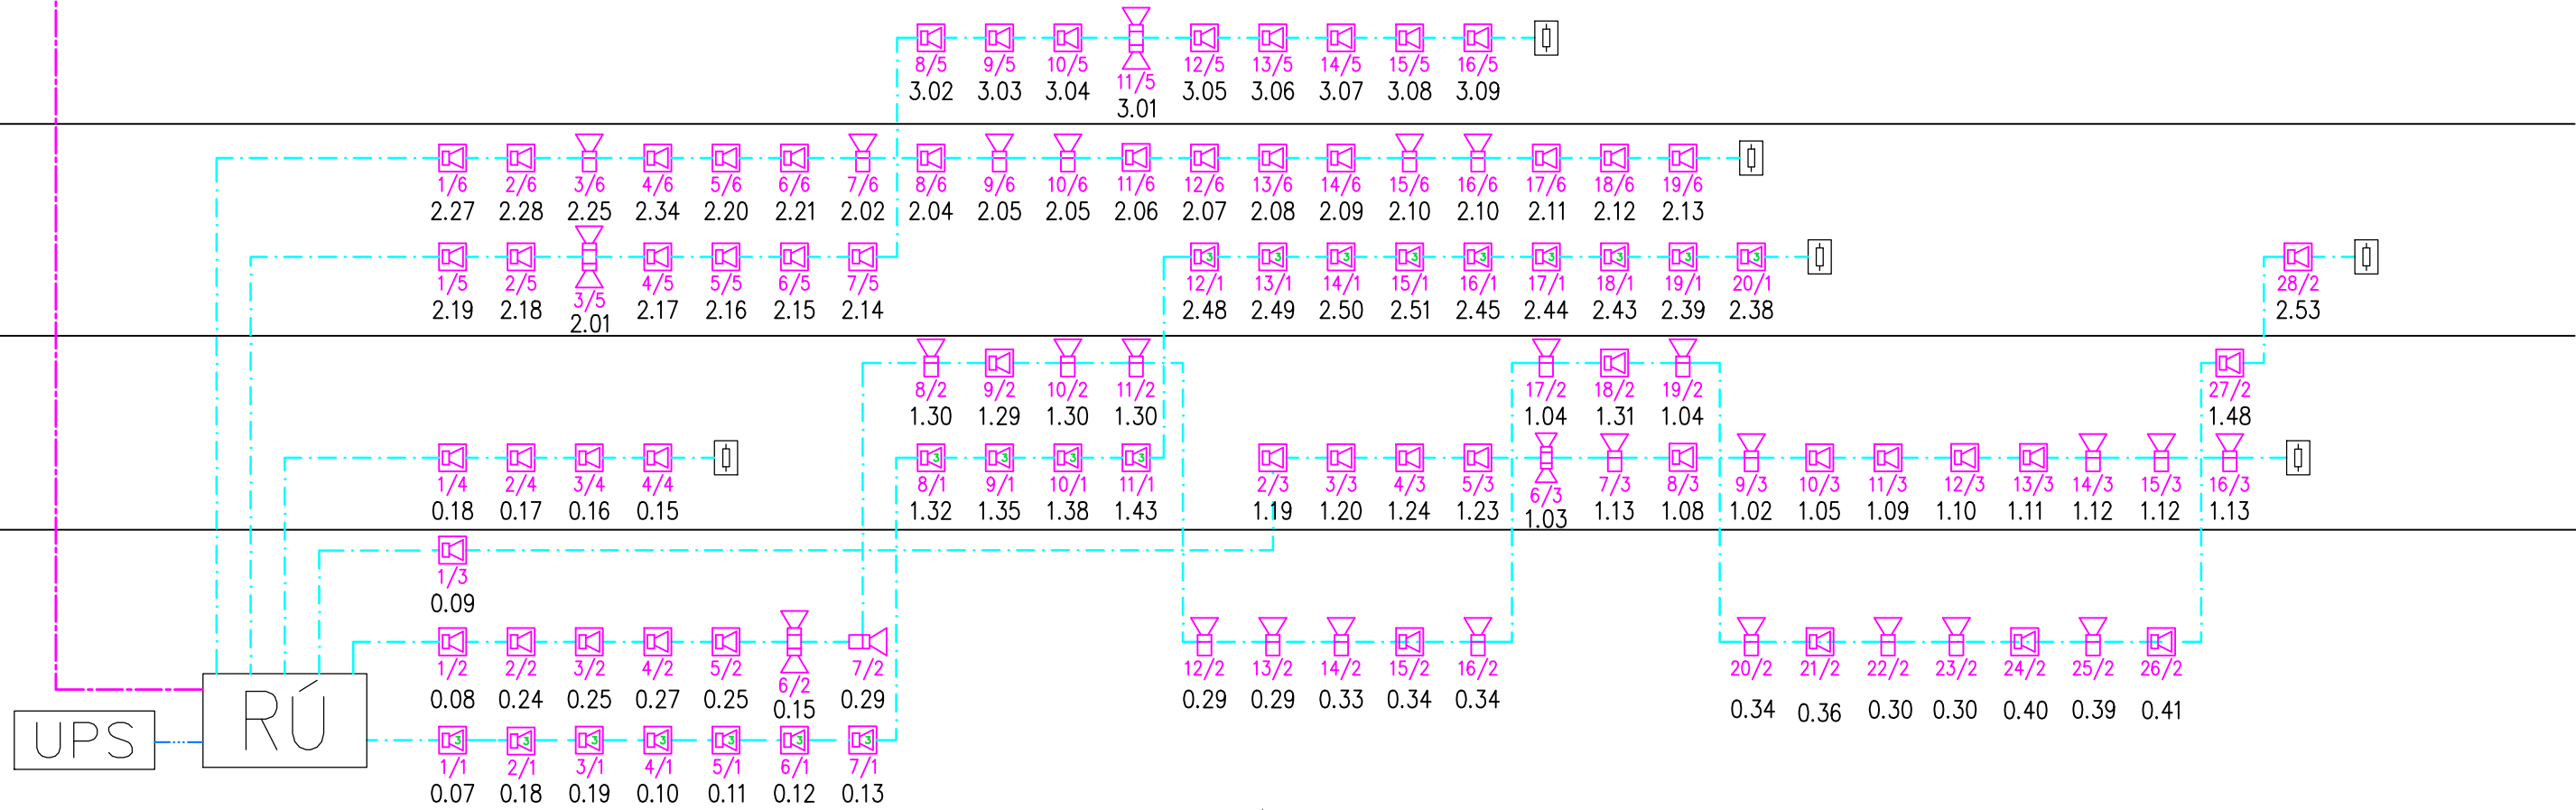 8/5 9/5 10/5 11/5 12/5 13/5 14/5 15/5 16/5
3.02 3.03 3.04 3.01 3.05 3.06 3.07 3.08 3.09
1/6 2/6 3/6 4/6 5/6 6/6 7/6 8/6 9/6 10/6 11/6 12/6 13/6 14/6 15/6 16/6 17/6 18/6 19/6
2.27 2.28 2.25 2.34 2.20 2.21 2.02 2.04 2.05 2.05 2.06 2.07 2.08 2.09 2.10 2.10 2.11 2.12 2.13
3 3 3 3 3 3 3 3 3
1/5 2/5 3/5 4/5 5/5 6/5 7/5 12/1 13/1 14/1 15/1 16/1 17/1 18/1 19/1 20/1 28/2
2.19 2.18 2.01 2.17 2.16 2.15 2.14 2.48 2.49 2.50 2.51 2.45 2.44 2.43 2.39 2.38 2.53
8/2 9/2 10/2 11/2 17/2 18/2 19/2 27/2
1.30 1.29 1.30 1.30 1.04 1.31 1.04 1.48
3 3 3 3
1/4 2/4 3/4 4/4 8/1 9/1 10/1 11/1 2/3 3/3 4/3 5/3 6/3 7/3 8/3 9/3 10/3 11/3 12/3 13/3 14/3 15/3 16/3
0.18 0.17 0.16 0.15 1.32 1.35 1.38 1.43 1.19 1.20 1.24 1.23 1.03 1.13 1.08 1.02 1.05 1.09 1.10 1.11 1.12 1.12 1.13
1/3
0.09
1/2 2/2 3/2 4/2 5/2 6/2 7/2 12/2 13/2 14/2 15/2 16/2 20/2 21/2 22/2 23/2 24/2 25/2 26/2
0.08 0.24 0.25 0.27 0.25 0.15 0.29 0.29 0.29 0.33 0.34 0.34 0.34 0.36 0.30 0.30 0.40 0.39 0.41
UPS RÚ
3 3 3 3 3 3 3
1/1 2/1 3/1 4/1 5/1 6/1 7/1
0.07 0.18 0.19 0.10 0.11 0.12 0.13